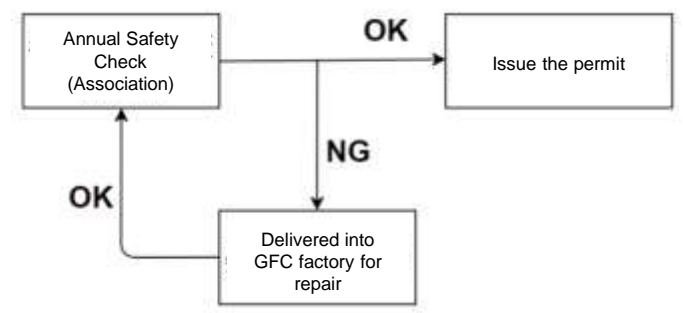 Annual Safety
Check
(Association)
OK
Issue the permit
NG
OK
Delivered into
GFC factory for
repair